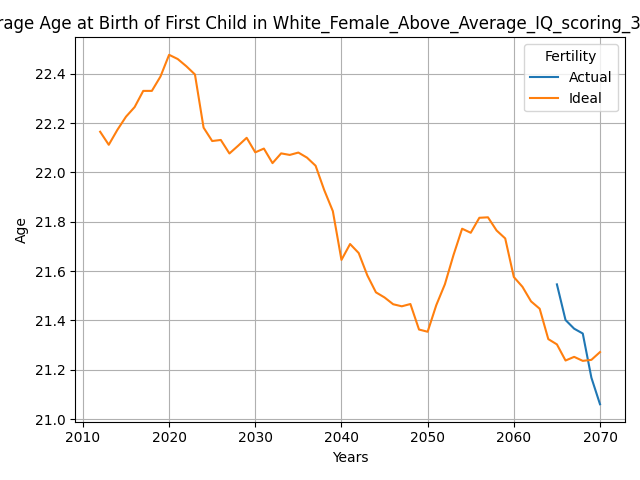 rage Age at Birth of First Child in White_Female_Above_Average_IQ_scoring_3
Fertility
Actual
Ideal
Age
22.4
22.2
22.0
21.8
21.6
21.4
21.2
21.0
2010 2020 2030 2040 2050 2060 2070
Years